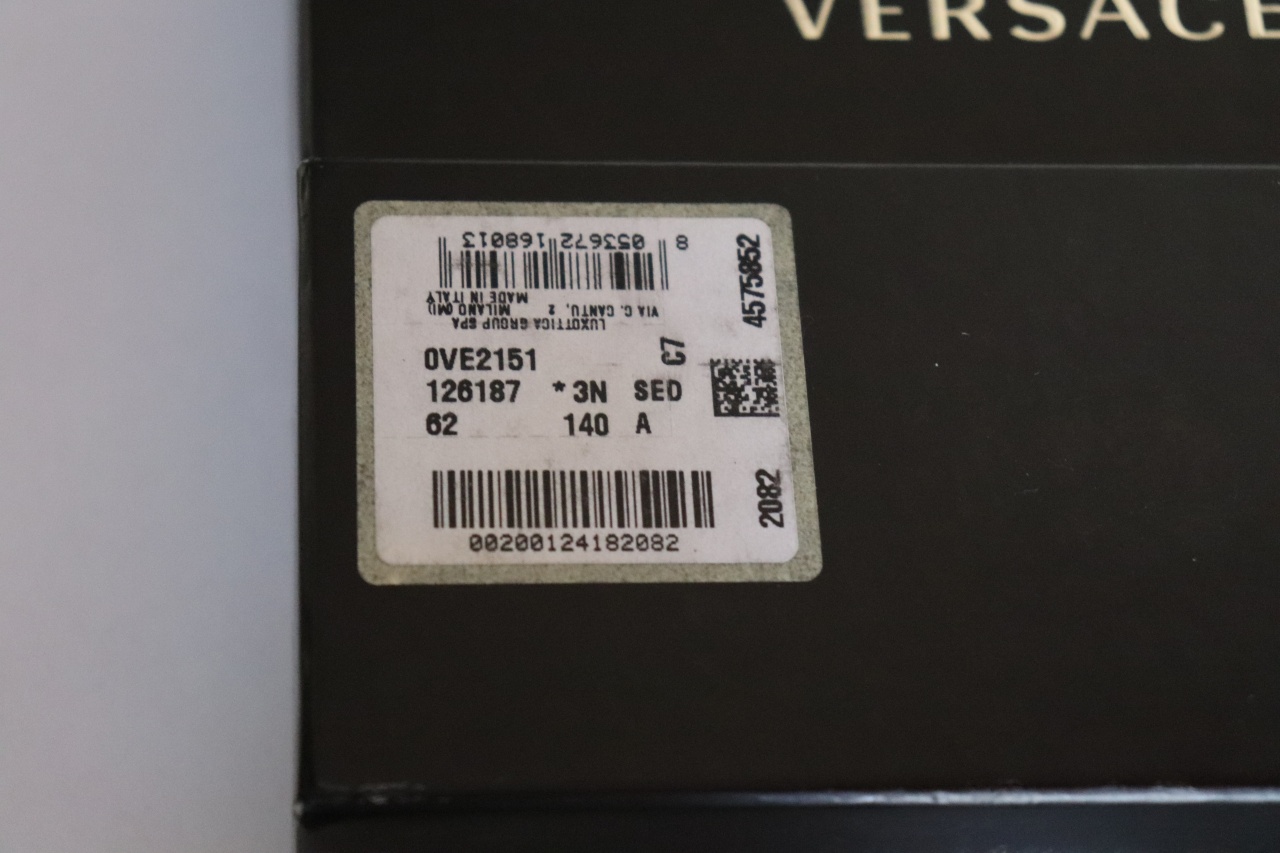 VERSACE
8 053672 168013
LUXOTTICA GROUP SPA
VIA C. CANTU, 2 MILANO (MI)
MADE IN ITALY
4575852
0VE2151 C7
126187 *3N SED
62 140 A
2082
00200124182082